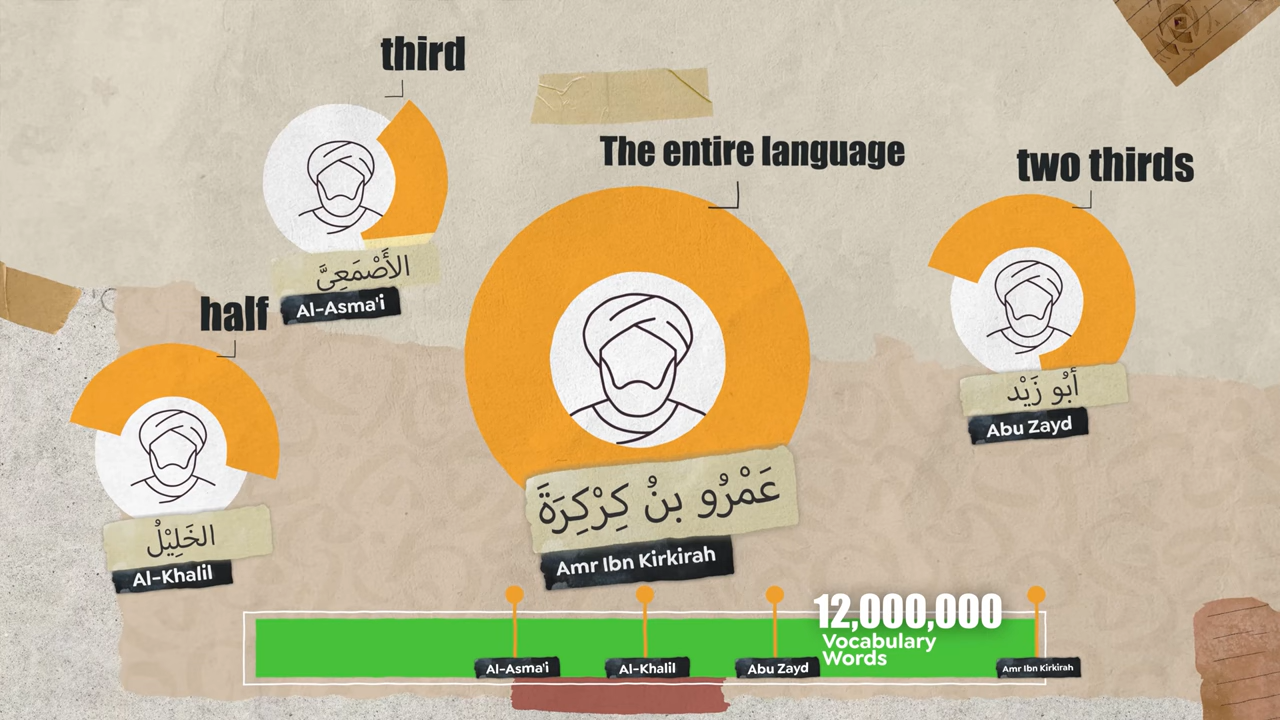 third
الأَصْمَعِيَّ
Al-Asma'i
half
الخَلِيْلُ
Al-Khalil
The entire language
عَمْرُو بنُ كِرْكِرَةَ
Amr Ibn Kirkirah
two thirds
أَبُو زَيْد
Abu Zayd
12,000,000
Vocabulary
Words
Al-Asma'i
Al-Khalil
Abu Zayd
Amr Ibn Kirkirah